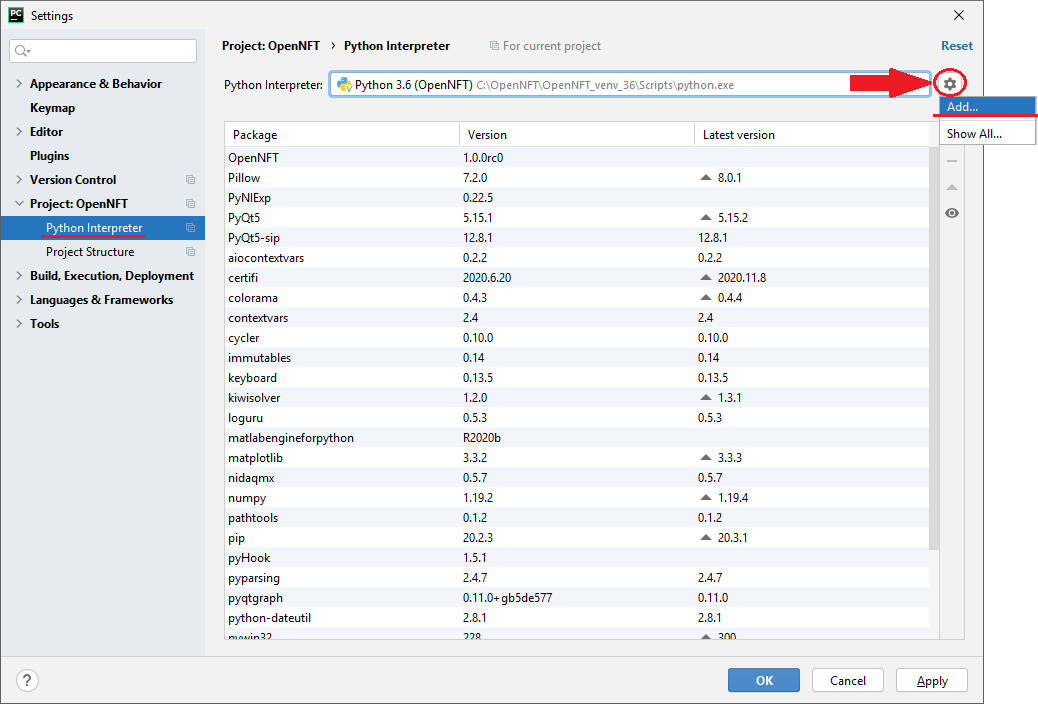 PC Settings
Project: OpenNFT › Python Interpreter For current project Reset
Python Interpreter: Python 3.6 (OpenNFT) C:\OpenNFT\OpenNFT_venv_36\Scripts\python.exe
Add...
Show All...
Appearance & Behavior
Keymap
Editor
Plugins
Version Control
Project: OpenNFT
Python Interpreter
Project Structure
Build, Execution, Deployment
Languages & Frameworks
Tools
Package Version Latest version
OpenNFT 1.0.0rc0
Pillow 7.2.0 8.0.1
PyNIExp 0.22.5
PyQt5 5.15.1 5.15.2
PyQt5-sip 12.8.1 12.8.1
aiocontextvars 0.2.2 0.2.2
certifi 2020.6.20 2020.11.8
colorama 0.4.3 0.4.4
contextvars 2.4 2.4
cycler 0.10.0 0.10.0
immutables 0.14 0.14
keyboard 0.13.5 0.13.5
kiwisolver 1.2.0 1.3.1
loguru 0.5.3 0.5.3
matlabengineforpython R2020b
matplotlib 3.3.2 3.3.3
nidaqmx 0.5.7 0.5.7
numpy 1.19.2 1.19.4
pathtools 0.1.2 0.1.2
pip 20.2.3 20.3.1
pyHook 1.5.1
pyparsing 2.4.7 2.4.7
pyqtgraph 0.11.0+gb5de577 0.11.0
python-dateutil 2.8.1 2.8.1
pywin32 228 300
? OK Cancel Apply